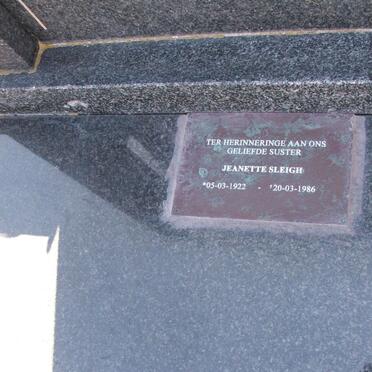 TER HERINNERINGE AAN ONS
GELIEFDE SUSTER
JEANETTE SLEIGH
*05-03-1922 - †20-03-1986